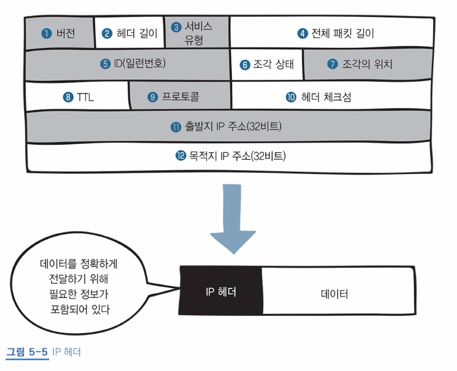 ❶ 버전
❷ 헤더 길이
❸ 서비스
유형
❹ 전체 패킷 길이
❺ ID(일련번호)
❻ 조각 상태
❼ 조각의 위치
❽ TTL
❾ 프로토콜
❿ 헤더 체크섬
⓫ 출발지 IP 주소(32비트)
⓬ 목적지 IP 주소(32비트)
데이터를 정확하게
전달하기 위해
필요한 정보가
포함되어 있다
IP 헤더
데이터
그림 5-5 IP 헤더